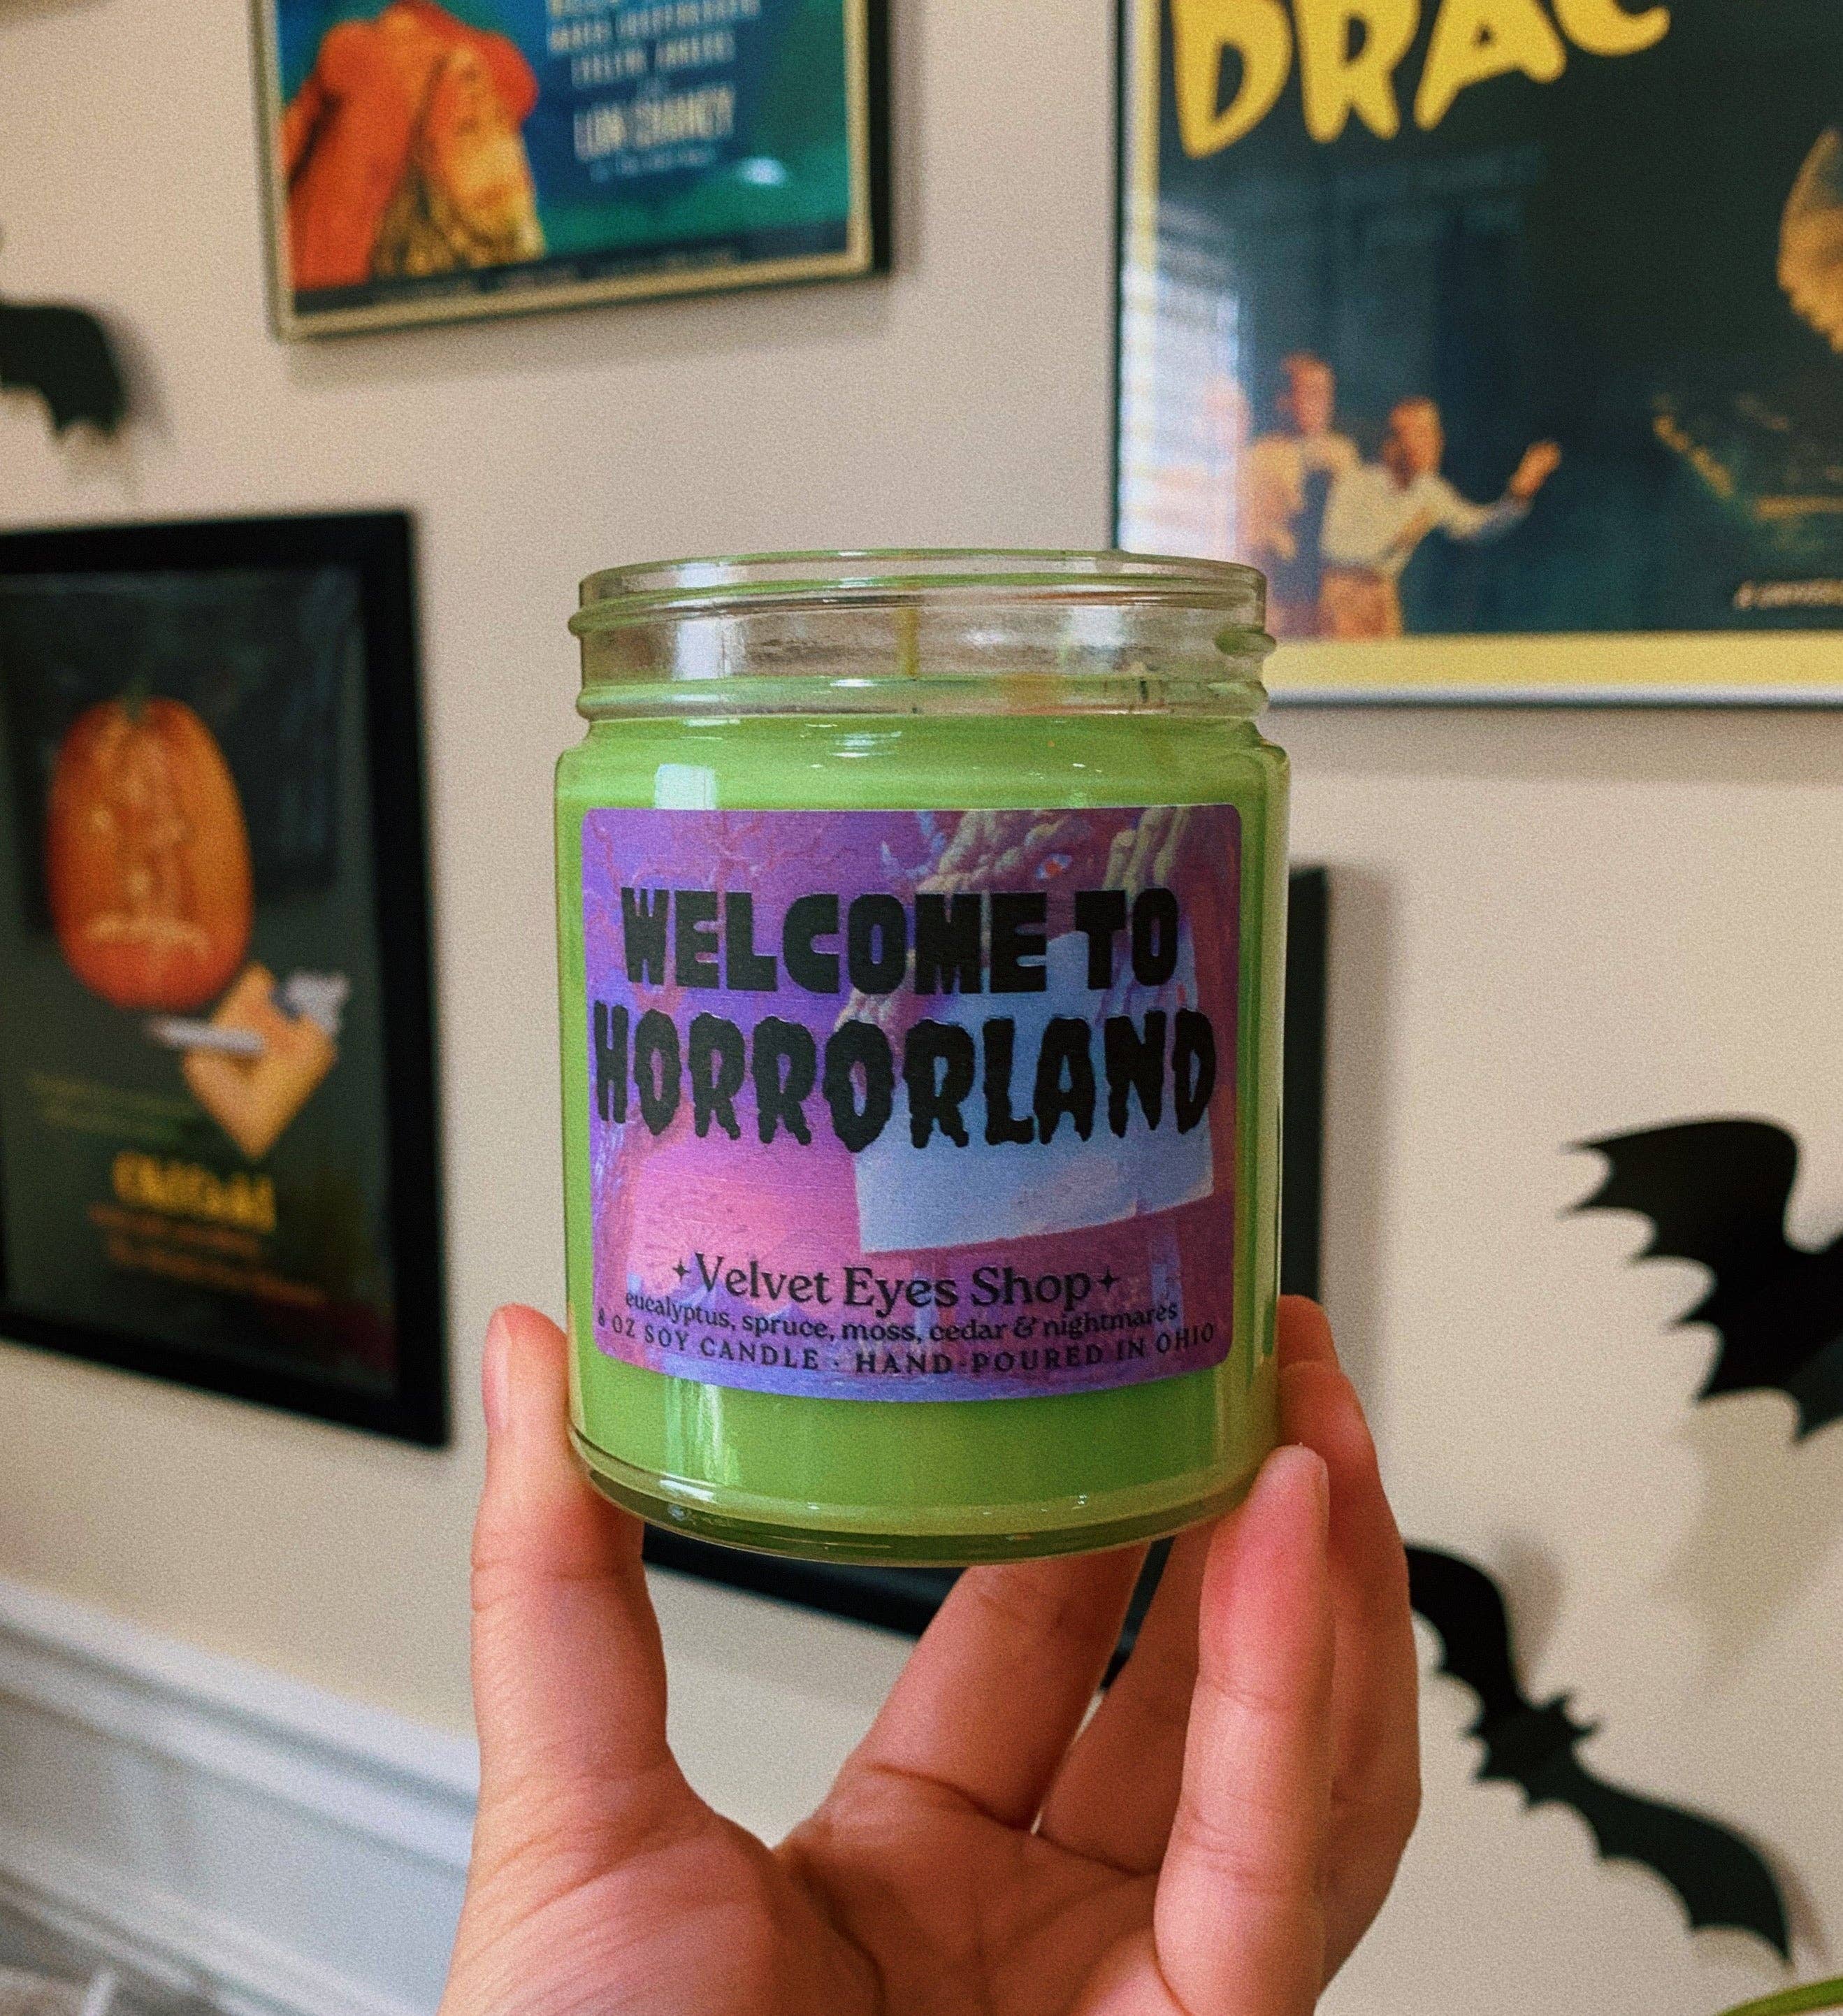 LON CHANEY
DRAC
WELCOME TO
HORRORLAND
Velvet Eyes Shop
eucalyptus, spruce, moss, cedar & nightmares
8 OZ SOY CANDLE · HAND-POURED IN OHIO